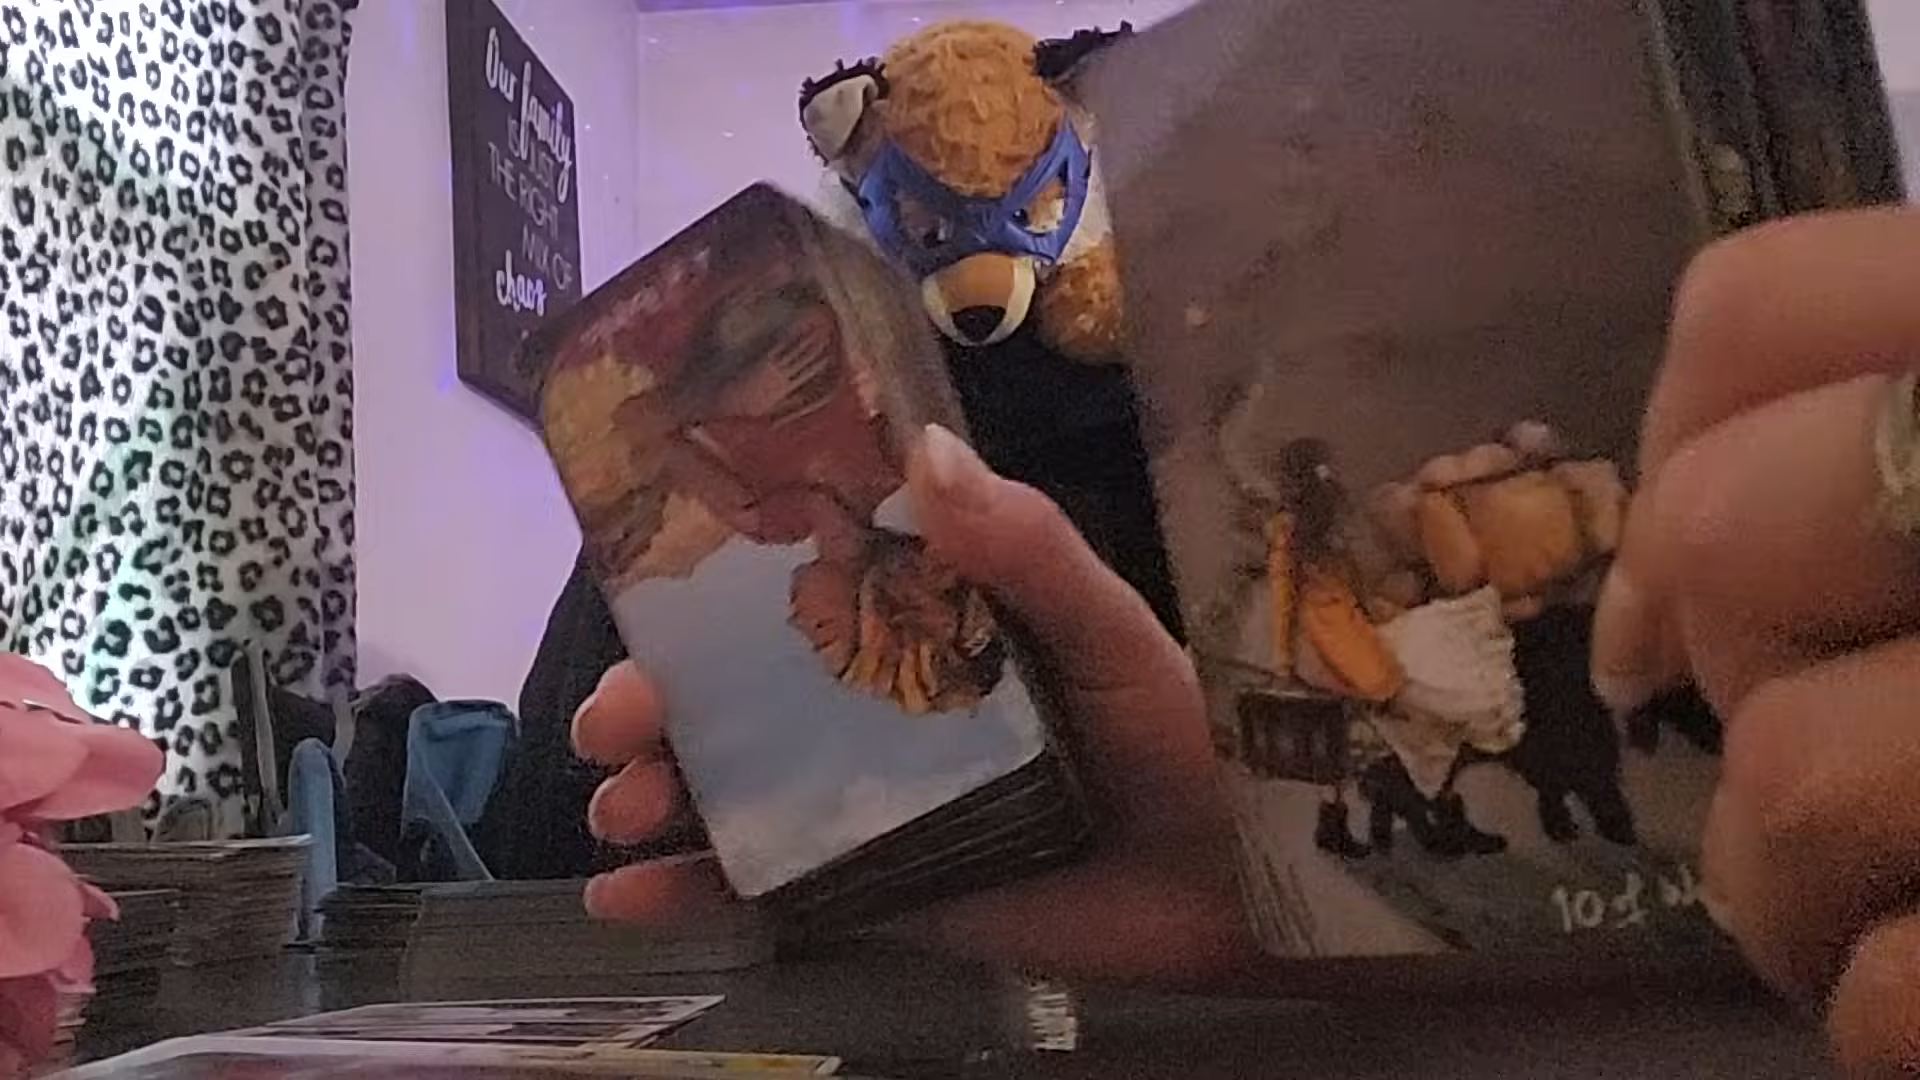 Our family
IS JUST
THE RIGHT
MIX OF
chaos
10 of